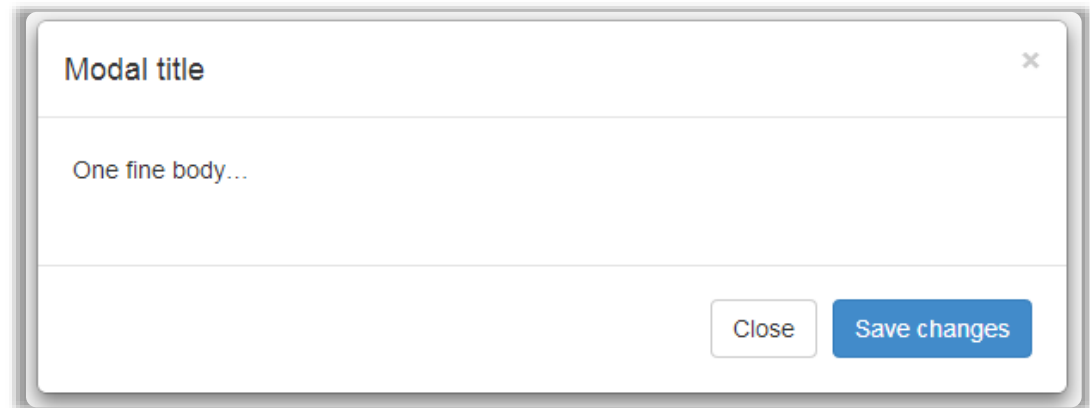 Modal title
×
One fine body…
Close
Save changes